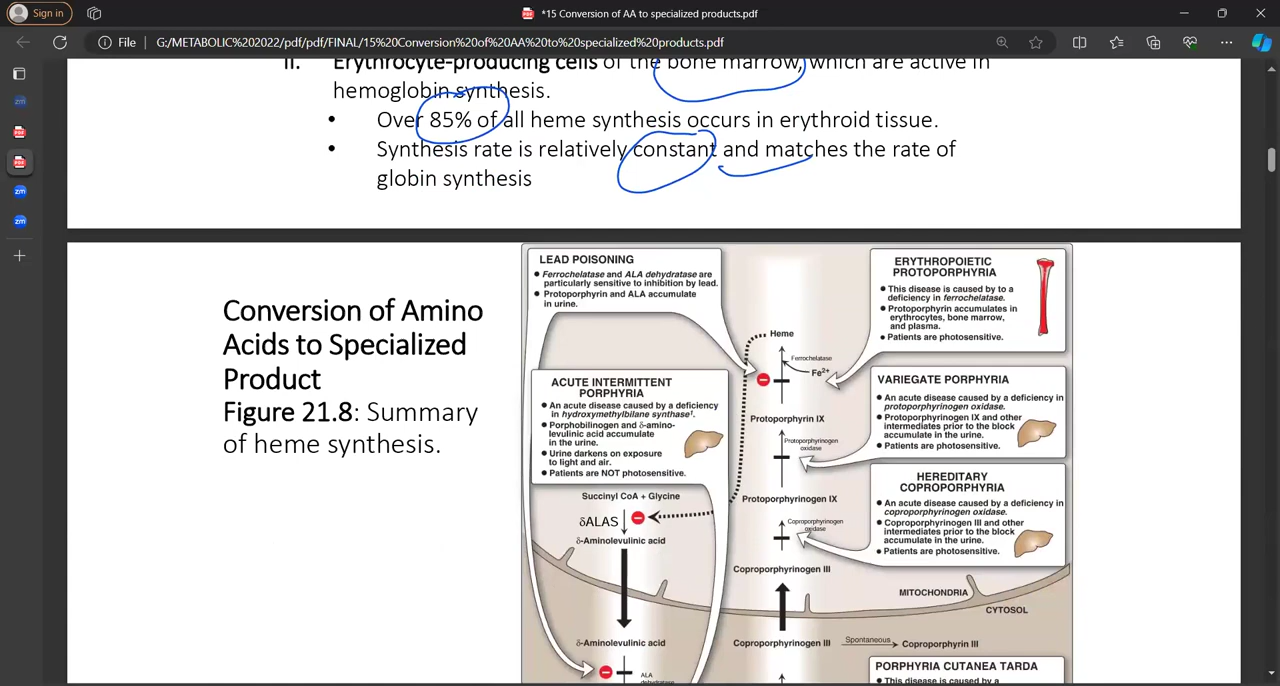 Sign in
*15 Conversion of AA to specialized products.pdf
File
G:/METABOLIC%202022/pdf/pdf/FINAL/15%20Conversion%20of%20AA%20to%20specialized%20products.pdf
II. Erythrocyte-producing cells of the bone marrow, which are active in
hemoglobin synthesis.
• Over 85% of all heme synthesis occurs in erythroid tissue.
• Synthesis rate is relatively constant and matches the rate of
globin synthesis
Conversion of Amino
Acids to Specialized
Product
Figure 21.8: Summary
of heme synthesis.
LEAD POISONING
• Ferrochelatase and ALA dehydratase are
particularly sensitive to inhibition by lead.
• Protoporphyrin and ALA accumulate
in urine.
ERYTHROPOIETIC
PROTOPORPHYRIA
• This disease is caused by to a
deficiency in ferrochelatase.
• Protoporphyrin accumulates in
erythrocytes, bone marrow,
and plasma.
• Patients are photosensitive.
Heme
Ferrochelatase
Fe2+
ACUTE INTERMITTENT
PORPHYRIA
• An acute disease caused by a deficiency
in hydroxymethylbilane synthase1.
• Porphobilinogen and δ-amino-
levulinic acid accumulate
in the urine.
• Urine darkens on exposure
to light and air.
• Patients are NOT photosensitive.
VARIEGATE PORPHYRIA
• An acute disease caused by a deficiency in
protoporphyrinogen oxidase.
• Protoporphyrinogen IX and other
intermediates prior to the block
accumulate in the urine.
• Patients are photosensitive.
Protoporphyrin IX
Protoporphyrinogen
oxidase
HEREDITARY
COPROPORPHYRIA
• An acute disease caused by a deficiency in
coproporphyrinogen oxidase.
• Coproporphyrinogen III and other
intermediates prior to the block
accumulate in the urine.
• Patients are photosensitive.
Succinyl CoA + Glycine
δALAS
δ-Aminolevulinic acid
Protoporphyrinogen IX
Coproporphyrinogen
oxidase
Coproporphyrinogen III
MITOCHONDRIA
CYTOSOL
δ-Aminolevulinic acid
Coproporphyrinogen III
Spontaneous
Coproporphyrin III
ALA
dehydratase
PORPHYRIA CUTANEA TARDA
• This disease is caused by a